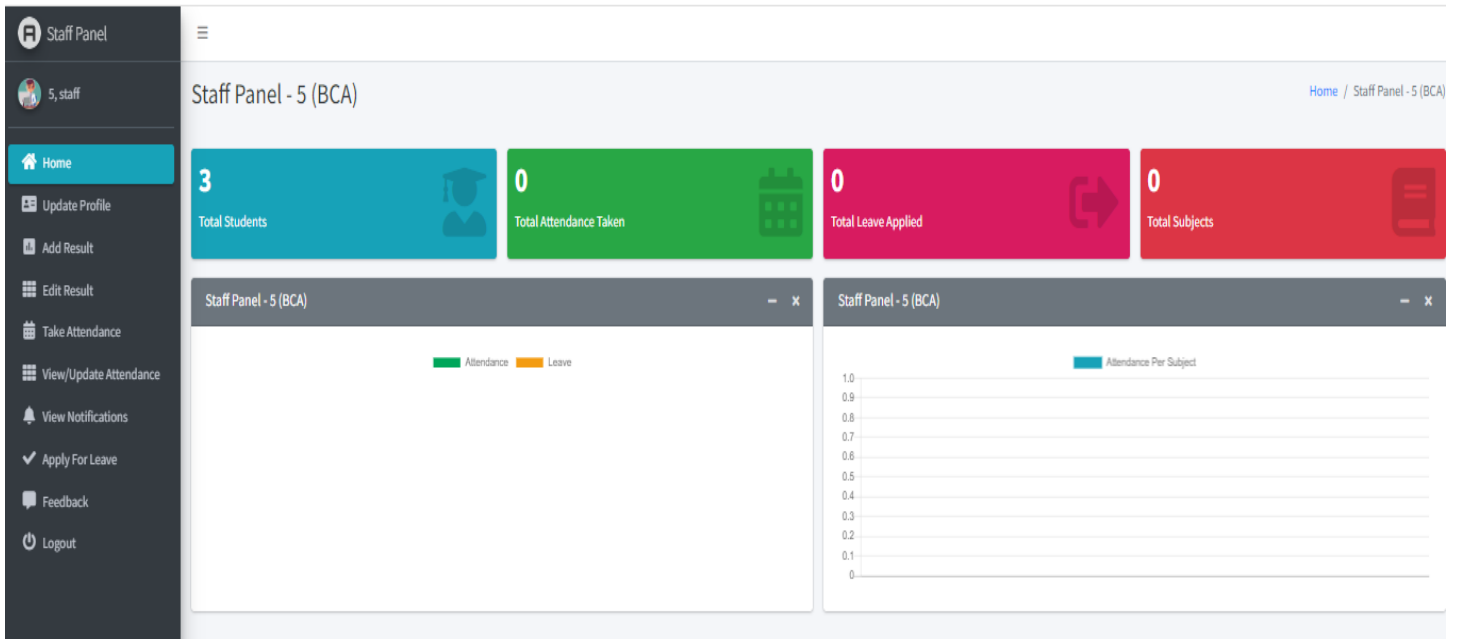 Staff Panel
5, staff
Home
Update Profile
Add Result
Edit Result
Take Attendance
View/Update Attendance
View Notifications
Apply For Leave
Feedback
Logout
Staff Panel - 5 (BCA)
Home / Staff Panel - 5 (BCA)
3
Total Students
0
Total Attendance Taken
0
Total Leave Applied
0
Total Subjects
Staff Panel - 5 (BCA)
Attendance Leave
Staff Panel - 5 (BCA)
Attendance Per Subject
1.0
0.9
0.8
0.7
0.6
0.5
0.4
0.3
0.2
0.1
0